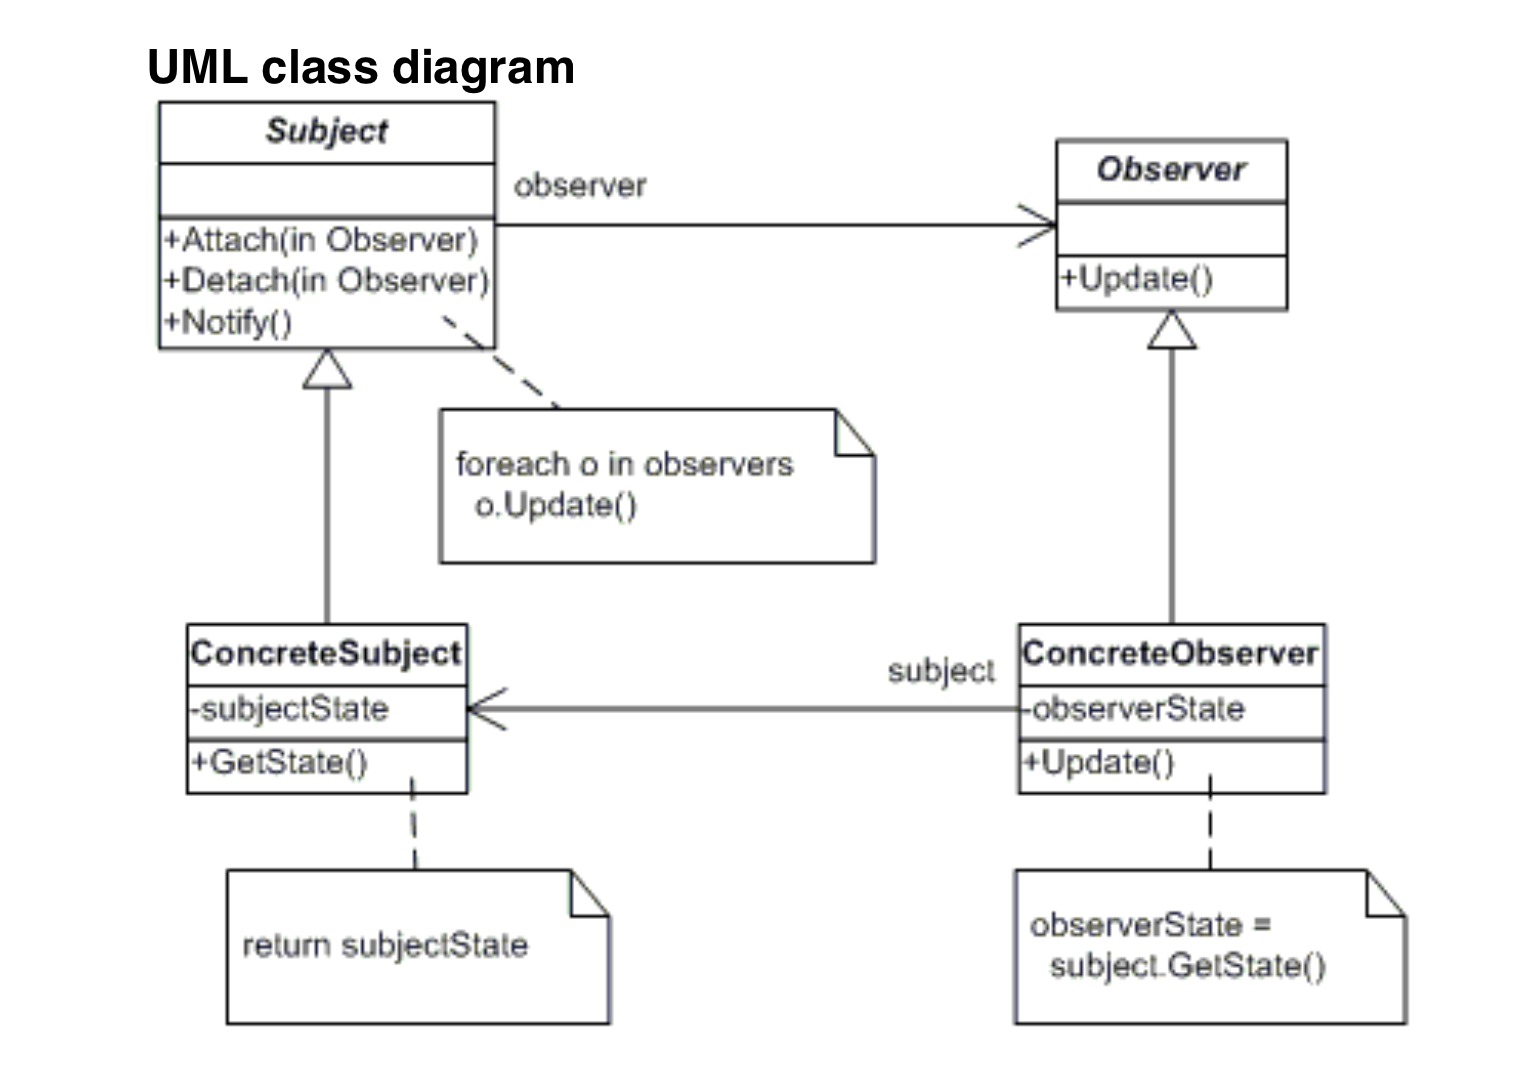 UML class diagram
Subject
+Attach(in Observer)
+Detach(in Observer)
+Notify()
observer
Observer
+Update()
foreach o in observers
o.Update()
ConcreteSubject
-subjectState
+GetState()
subject
ConcreteObserver
-observerState
+Update()
return subjectState
observerState =
subject.GetState()